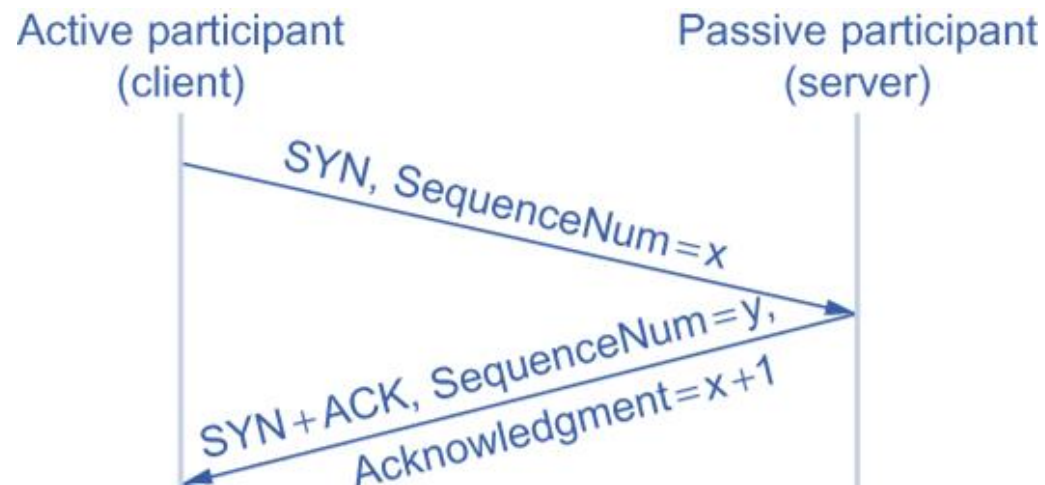 Active participant
(client)
Passive participant
(server)
SYN, SequenceNum=x
SYN+ACK, SequenceNum=y,
Acknowledgment=x+1